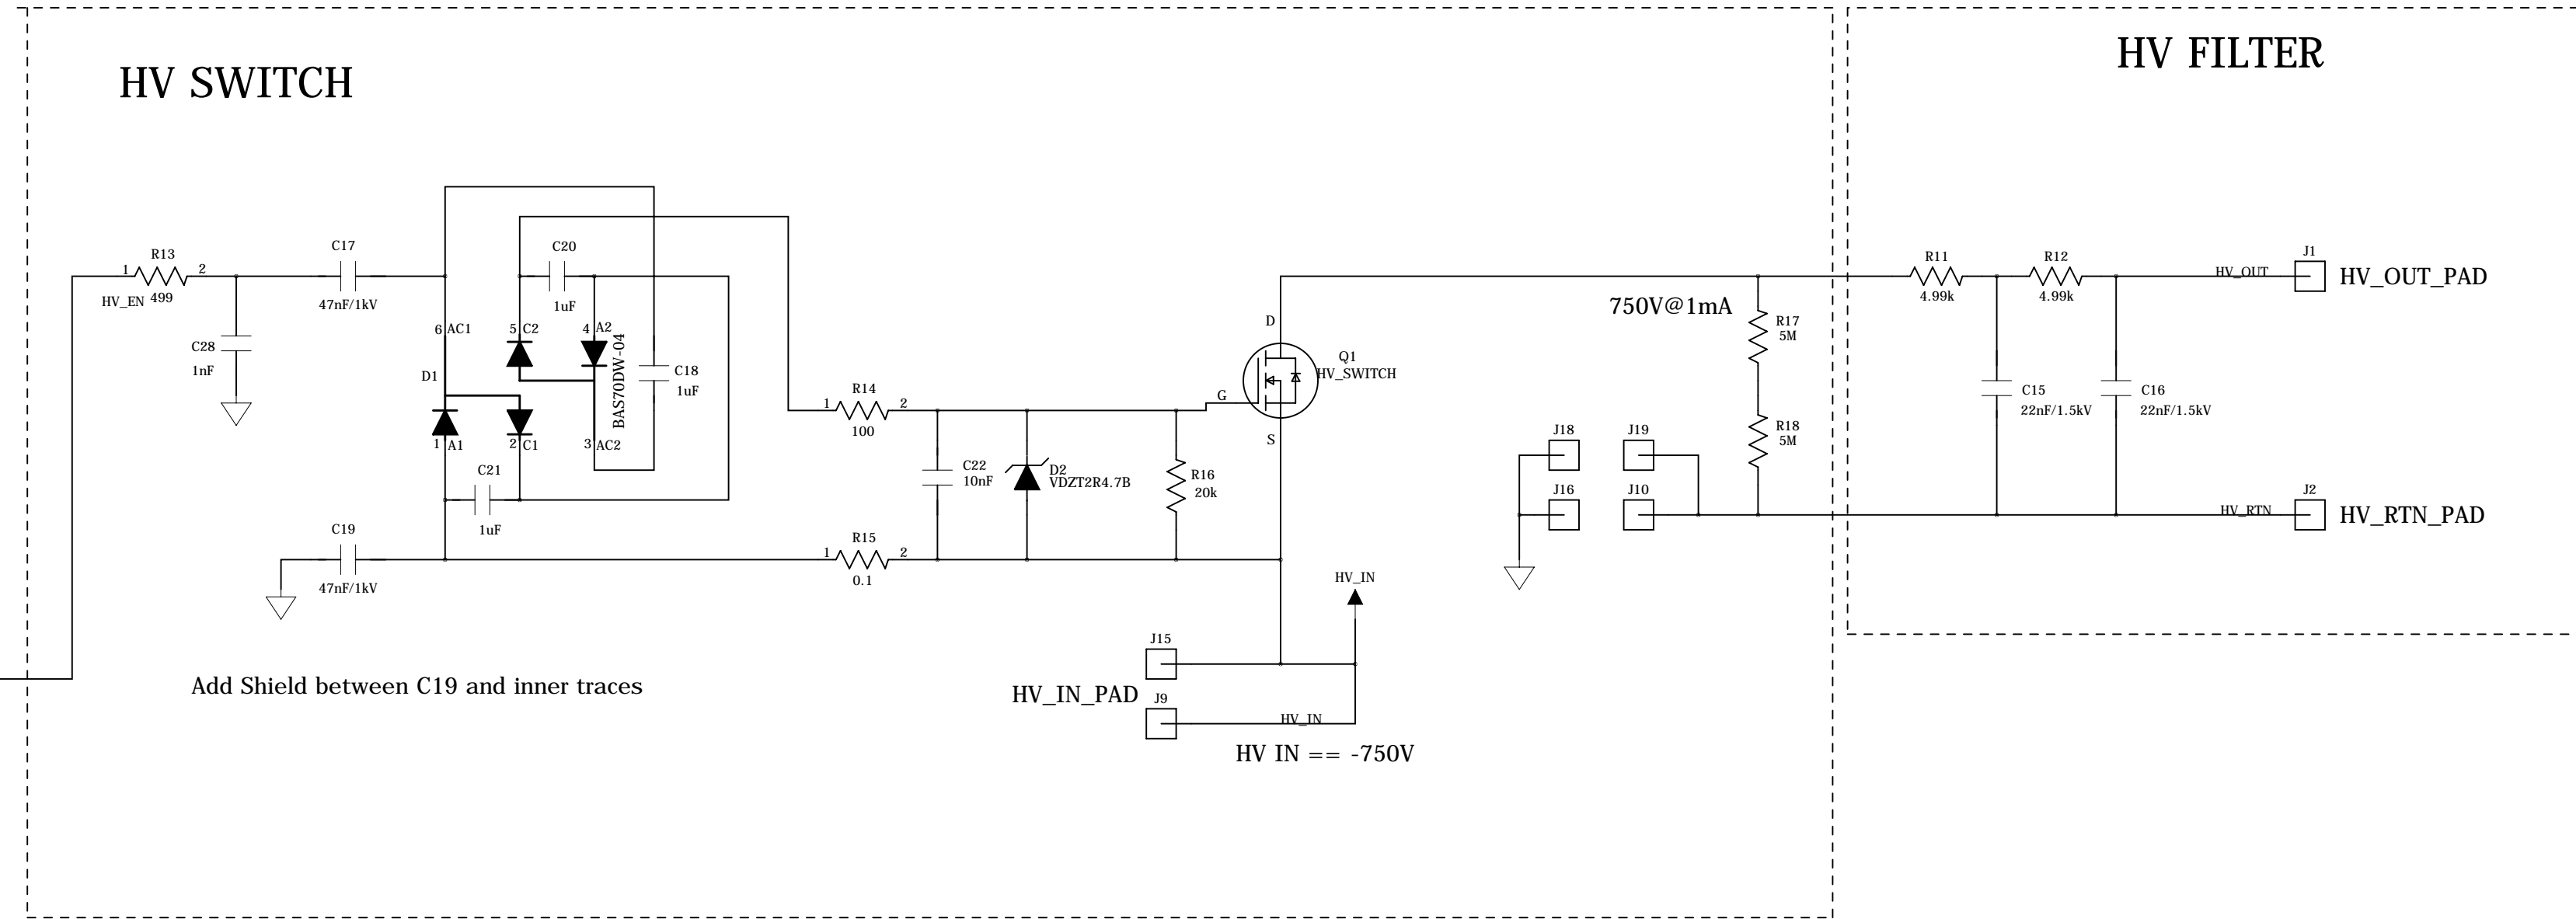 HV SWITCH
HV FILTER
R13
1
2
HV_EN
499
C28
1nF
C17
47nF/1kV
C20
1uF
6
AC1
5
C2
4
A2
D1
BAS70DW-04
C18
1uF
1
A1
2
C1
3
AC2
C21
1uF
C19
47nF/1kV
R14
1
2
100
R15
1
2
0.1
C22
10nF
D2
VDZT2R4.7B
R16
20k
D
G
S
Q1
HV_SWITCH
750V@1mA
R17
5M
R18
5M
J18
J19
J16
J10
R11
4.99k
R12
4.99k
C15
22nF/1.5kV
C16
22nF/1.5kV
HV_OUT
J1
HV_OUT_PAD
HV_RTN
J2
HV_RTN_PAD
HV_IN
J15
HV_IN_PAD
J9
HV_IN
HV IN == -750V
Add Shield between C19 and inner traces